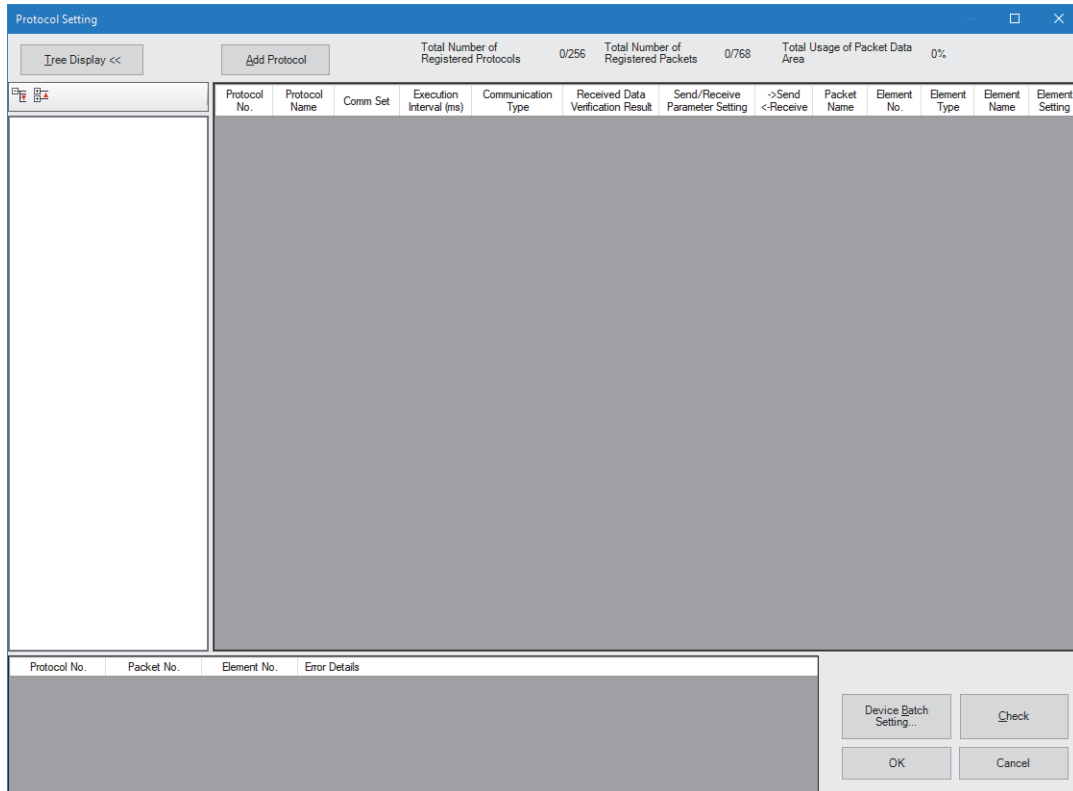 Protocol Setting
Tree Display <<
Add Protocol
Total Number of
Registered Protocols
0/256
Total Number of
Registered Packets
0/768
Total Usage of Packet Data
Area
0%
Protocol
No.
Protocol
Name
Comm Set
Execution
Interval (ms)
Communication
Type
Received Data
Verification Result
Send/Receive
Parameter Setting
->Send
<-Receive
Packet
Name
Element
No.
Element
Type
Element
Name
Element
Setting
Protocol No.
Packet No.
Element No.
Error Details
Device Batch
Setting...
Check
OK
Cancel